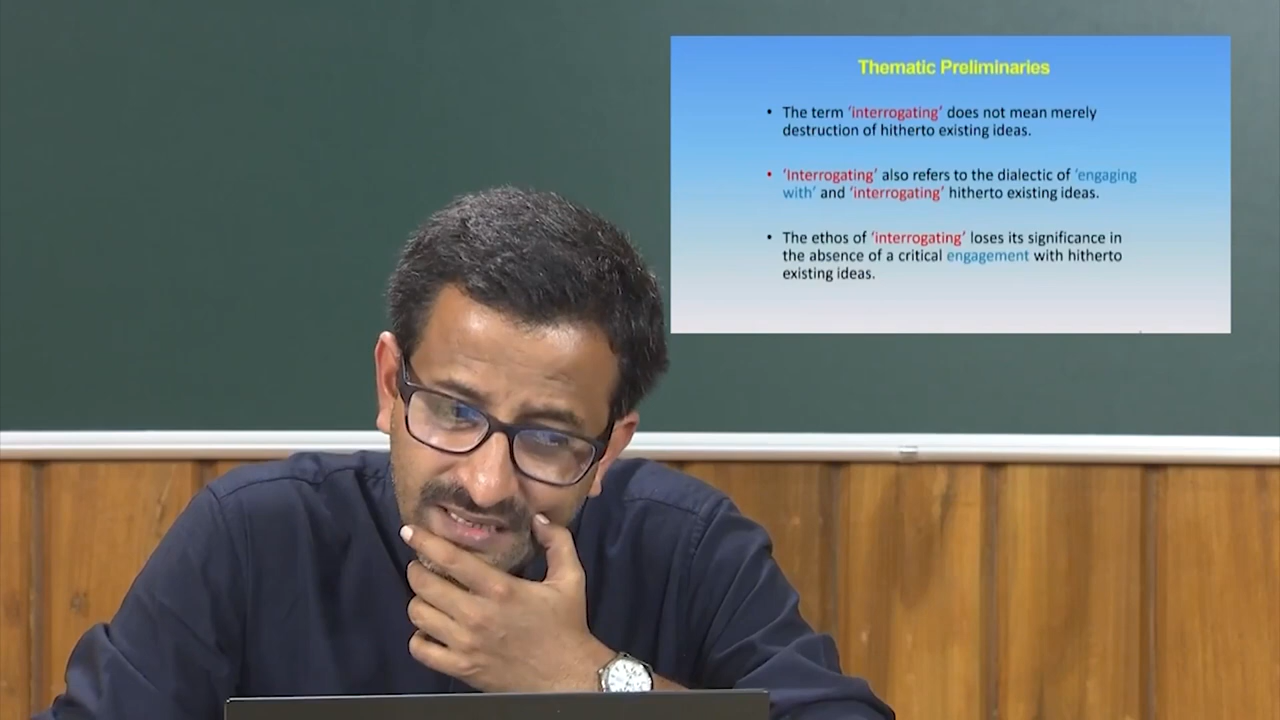 Thematic Preliminaries
• The term ‘interrogating’ does not mean merely
destruction of hitherto existing ideas.
• ‘Interrogating’ also refers to the dialectic of ‘engaging
with’ and ‘interrogating’ hitherto existing ideas.
• The ethos of ‘interrogating’ loses its significance in
the absence of a critical engagement with hitherto
existing ideas.